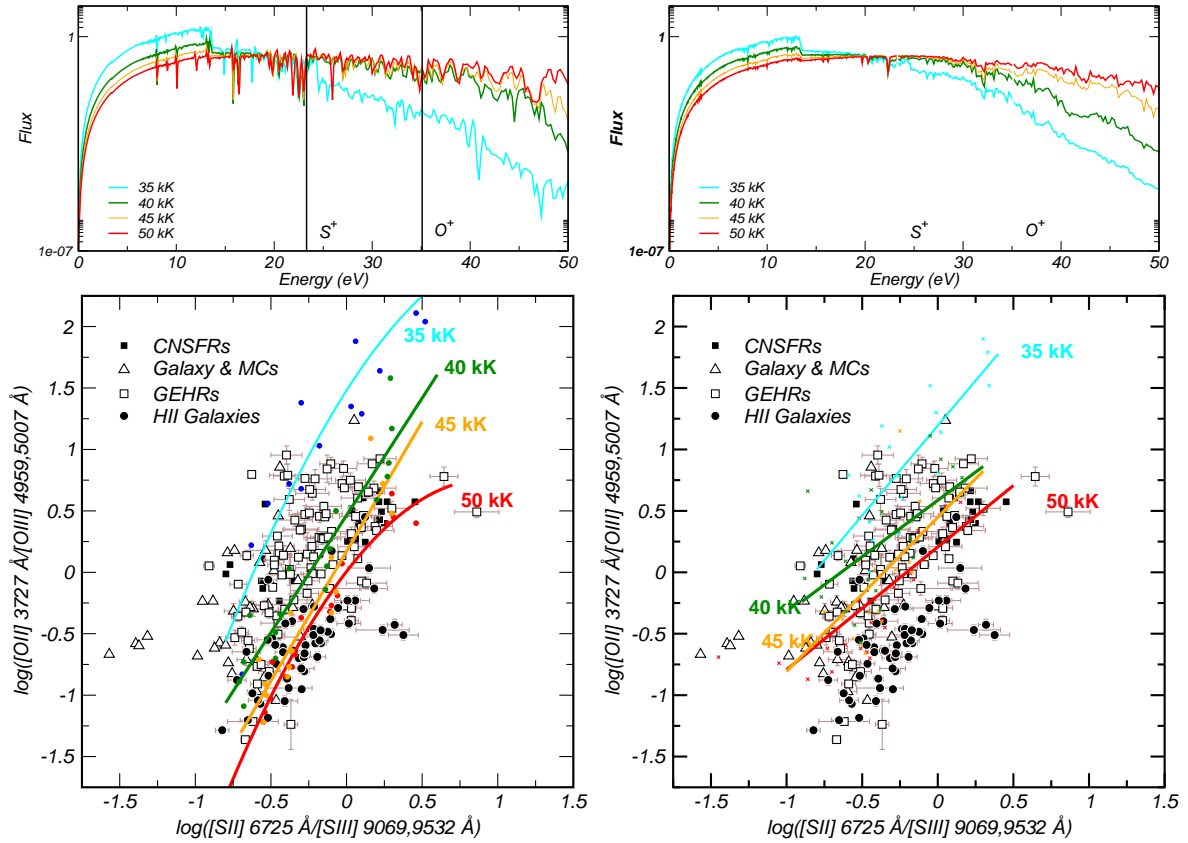 1
Flux
1e-07
35 kK
40 kK
45 kK
50 kK
S+
O+
0 10 20 30 40 50
Energy (eV)
1
Flux
1e-07
35 kK
40 kK
45 kK
50 kK
S+
O+
0 10 20 30 40 50
Energy (eV)
log([OII] 3727 Å/[OIII] 4959,5007 Å)
2
1.5
1
0.5
0
-0.5
-1
-1.5
CNSFRs
Galaxy & MCs
GEHRs
HII Galaxies
35 kK
40 kK
45 kK
50 kK
-1.5 -1 -0.5 0 0.5 1 1.5
log([SII] 6725 Å/[SIII] 9069,9532 Å)
log([OII] 3727 Å/[OIII] 4959,5007 Å)
2
1.5
1
0.5
0
-0.5
-1
-1.5
CNSFRs
Galaxy & MCs
GEHRs
HII Galaxies
35 kK
40 kK
45 kK
50 kK
-1.5 -1 -0.5 0 0.5 1 1.5
log([SII] 6725 Å/[SIII] 9069,9532 Å)